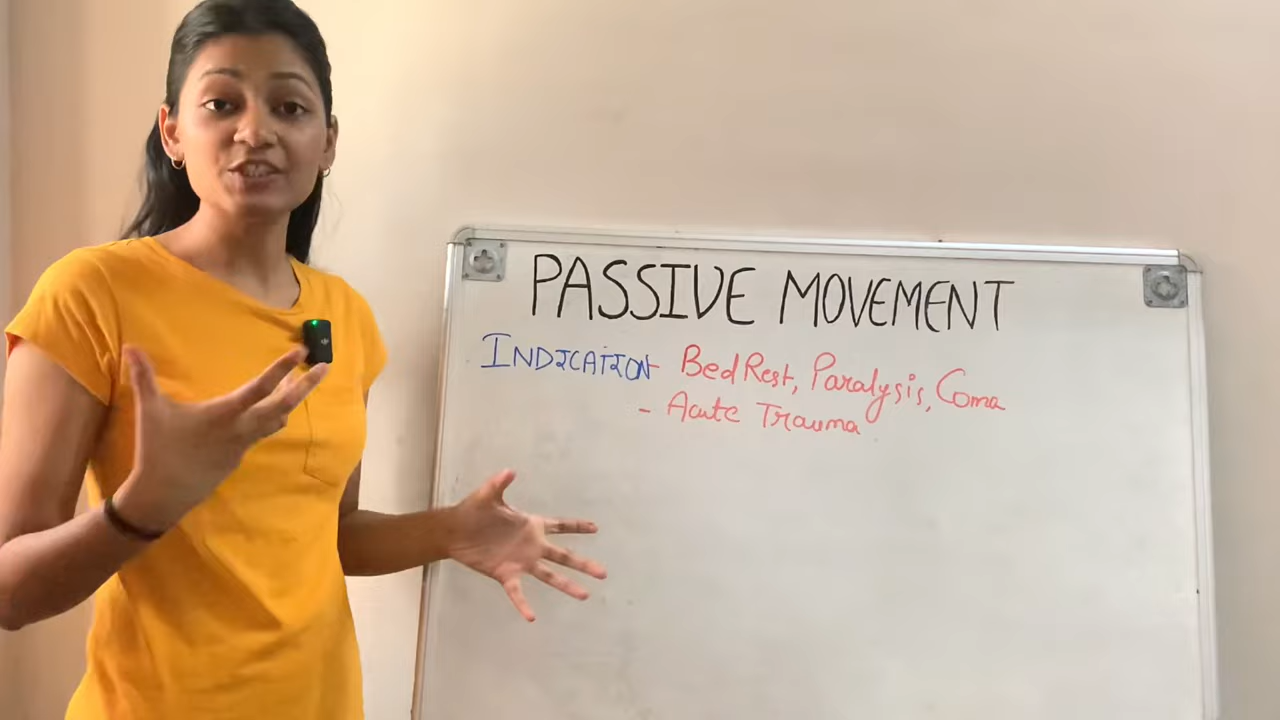 PASSIVE MOVEMENT
INDICATION- Bed Rest, Paralysis, Coma
- Acute Trauma